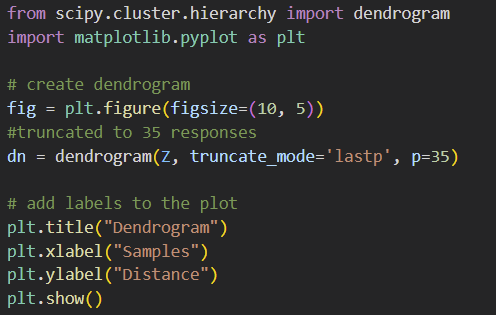 from scipy.cluster.hierarchy import dendrogram
import matplotlib.pyplot as plt
# create dendrogram
fig = plt.figure(figsize=(10, 5))
#truncated to 35 responses
dn = dendrogram(Z, truncate_mode='lastp', p=35)
# add labels to the plot
plt.title("Dendrogram")
plt.xlabel("Samples")
plt.ylabel("Distance")
plt.show()